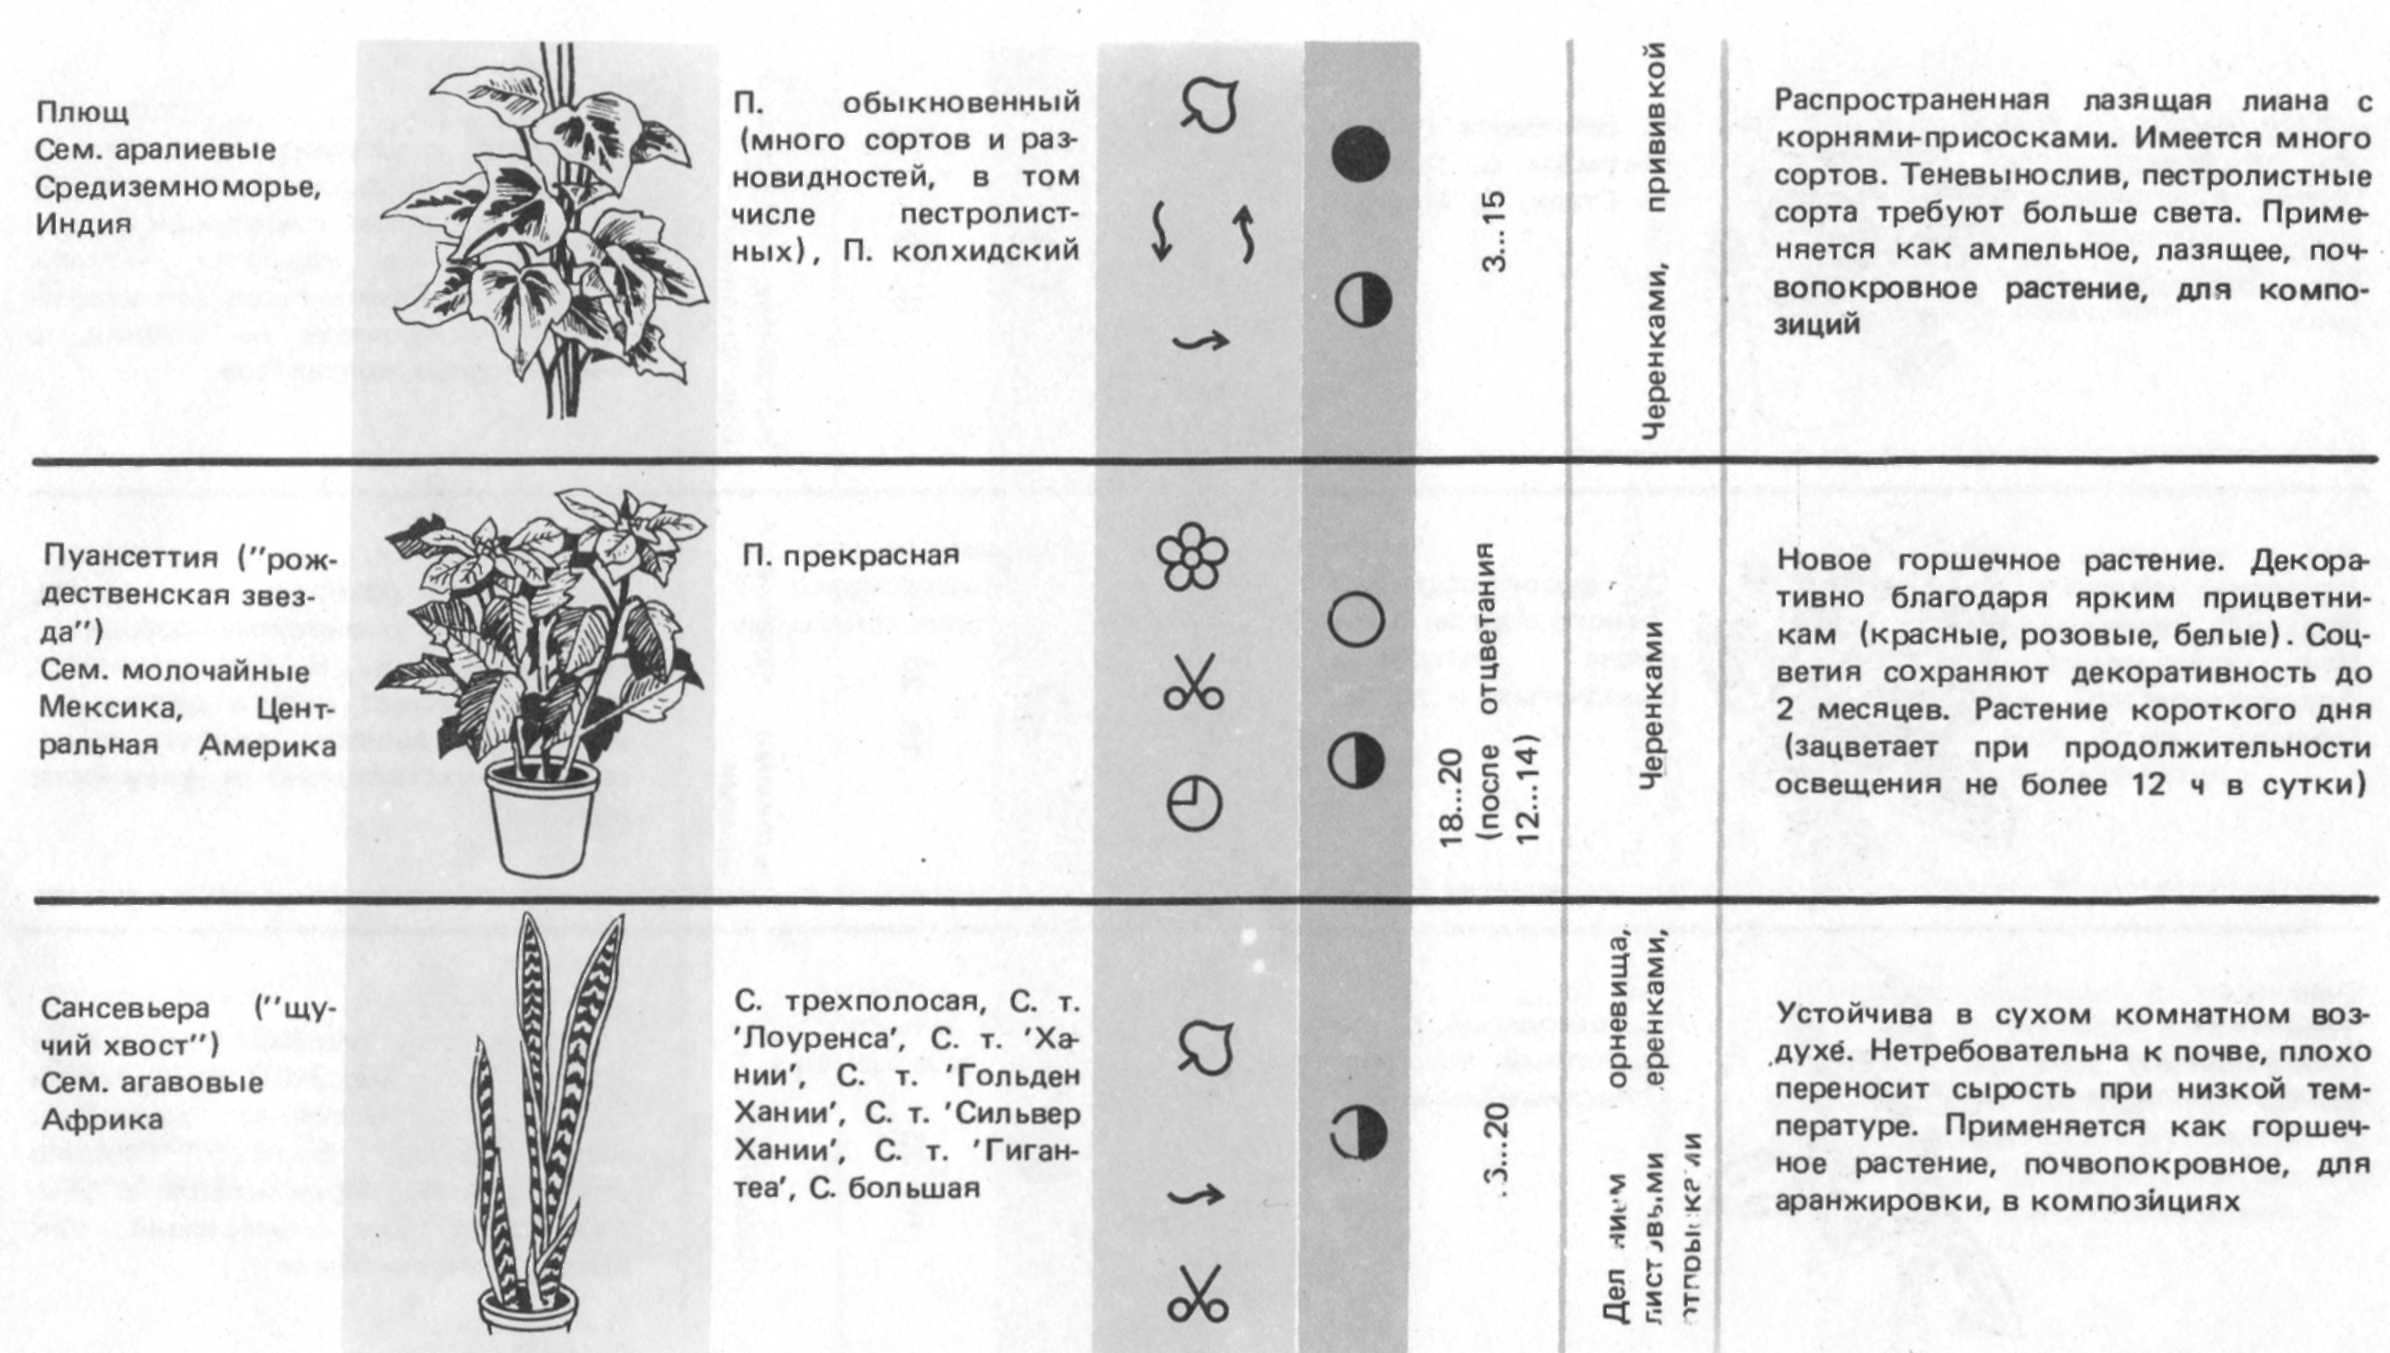 Плющ
Сем. аралиевые
Средиземноморье,
Индия
П. обыкновенный
(много сортов и раз-
новидностей, в том
числе пестролист-
ных), П. колхидский
3...15
Черенками, прививкой
Распространенная лазящая лиана с
корнями-присосками. Имеется много
сортов. Теневынослив, пестролистные
сорта требуют больше света. Приме-
няется как ампельное, лазящее, поч-
вопокровное растение, для компо-
зиций
Пуансеттия ("рож-
дественская звез-
да")
Сем. молочайные
Мексика, Цент-
ральная Америка
П. прекрасная
18...20
(после отцветания
12...14)
Черенками
Новое горшечное растение. Декора-
тивно благодаря ярким прицветни-
кам (красные, розовые, белые). Соц-
ветия сохраняют декоративность до
2 месяцев. Растение короткого дня
(зацветает при продолжительности
освещения не более 12 ч в сутки)
Сансевьера ("щу-
чий хвост")
Сем. агавовые
Африка
С. трехполосая, С. т.
'Лоуренса', С. т. 'Ха-
нии', С. т. 'Гольден
Хании', С. т. 'Сильвер
Хании', С. т. 'Гиган-
теа', С. большая
3...20
Устойчива в сухом комнатном воз-
духе. Нетребовательна к почве, плохо
переносит сырость при низкой тем-
пературе. Применяется как горшеч-
ное растение, почвопокровное, для
аранжировки, в композициях